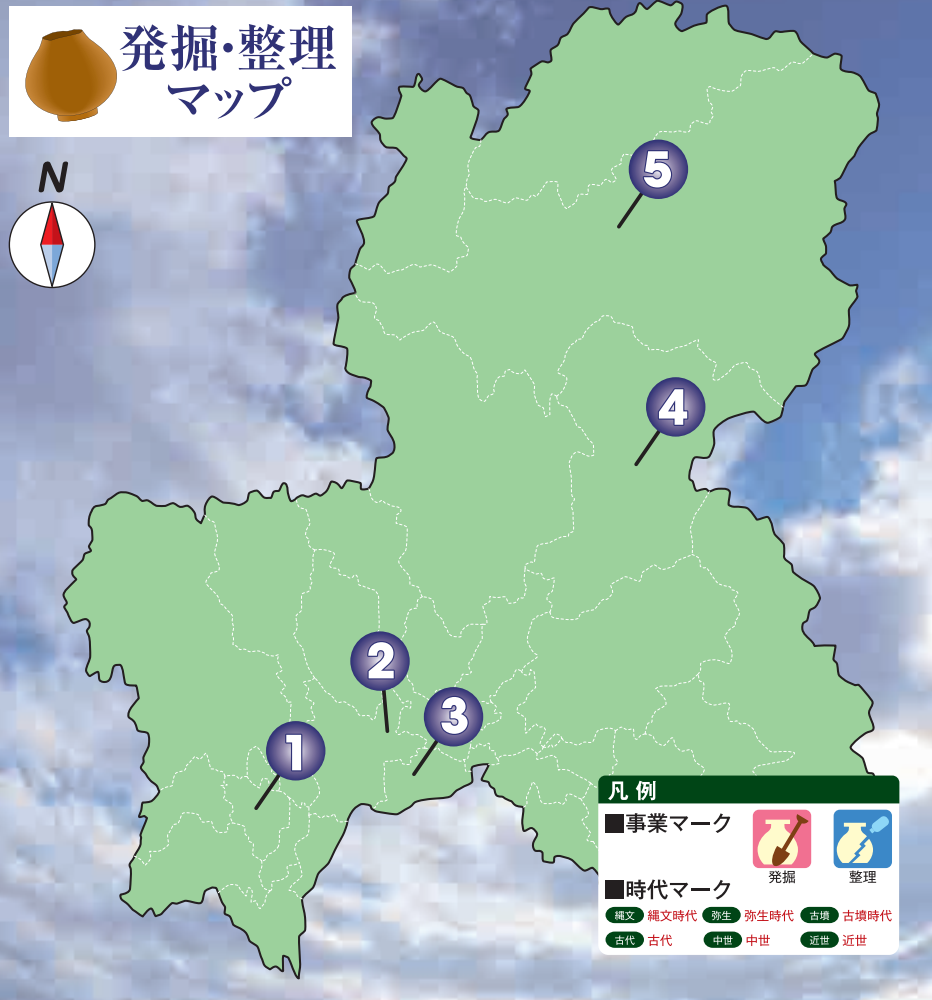 発掘・整理
マップ
N
5
4
2
3
1
凡例
■事業マーク
発掘
整理
■時代マーク
縄文 縄文時代 弥生 弥生時代 古墳 古墳時代
古代 古代 中世 中世 近世 近世